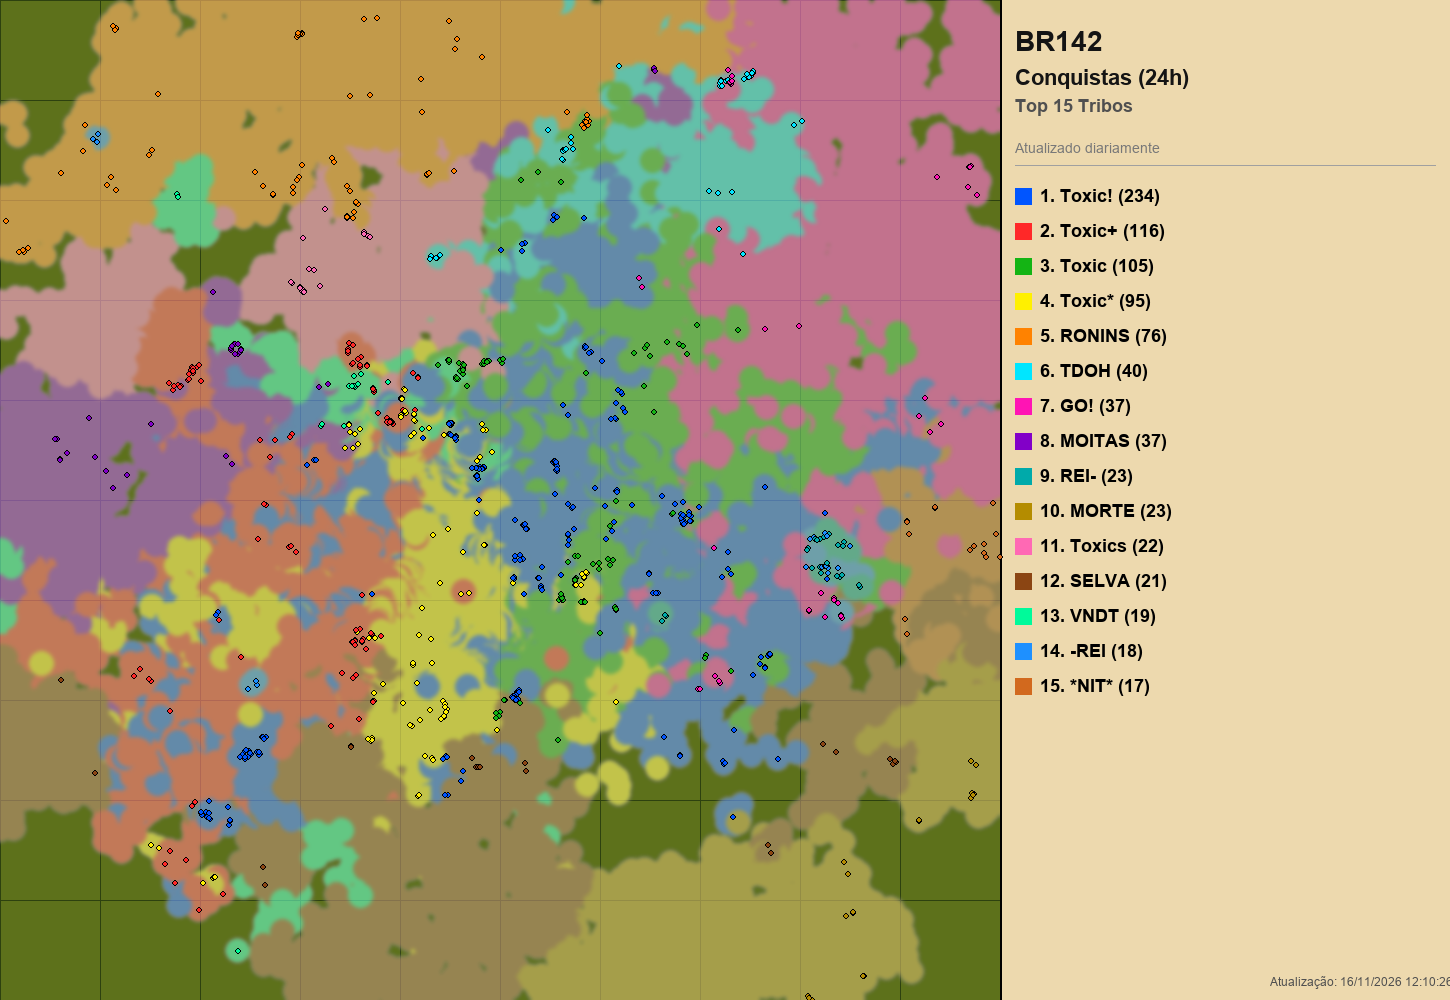 BR142
Conquistas (24h)
Top 15 Tribos
Atualizado diariamente
1. Toxic! (234)
2. Toxic+ (116)
3. Toxic (105)
4. Toxic* (95)
5. RONINS (76)
6. TDOH (40)
7. GO! (37)
8. MOITAS (37)
9. REI- (23)
10. MORTE (23)
11. Toxics (22)
12. SELVA (21)
13. VNDT (19)
14. -REI (18)
15. *NIT* (17)
Atualização: 16/11/2026 12:10:26